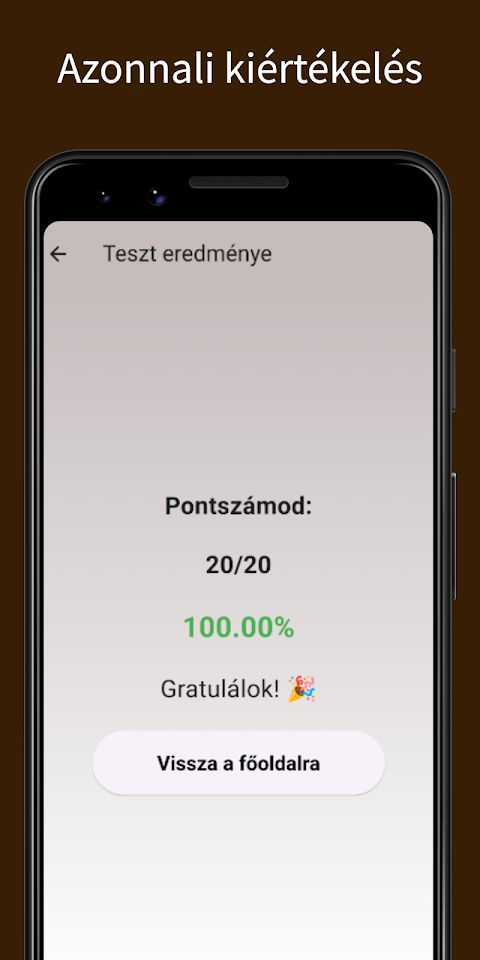 Azonnali kiértékelés
Teszt eredménye
Pontszámod:
20/20
100.00%
Gratulálok! 🎉
Vissza a főoldalra